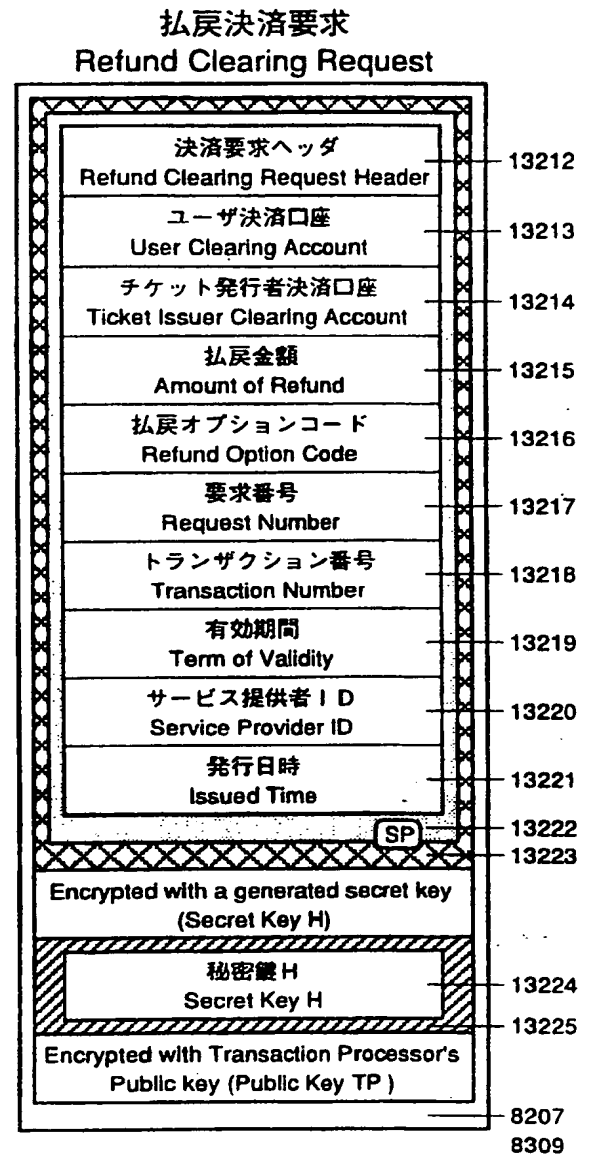 払戻決済要求
Refund Clearing Request
決済要求ヘッダ
Refund Clearing Request Header
13212
ユーザ決済口座
User Clearing Account
13213
チケット発行者決済口座
Ticket Issuer Clearing Account
13214
払戻金額
Amount of Refund
13215
払戻オプションコード
Refund Option Code
13216
要求番号
Request Number
13217
トランザクション番号
Transaction Number
13218
有効期間
Term of Validity
13219
サービス提供者ID
Service Provider ID
13220
発行日時
Issued Time
13221
SP
13222
13223
Encrypted with a generated secret key
(Secret Key H)
秘密鍵H
Secret Key H
13224
13225
Encrypted with Transaction Processor's
Public key (Public Key TP )
8207
8309